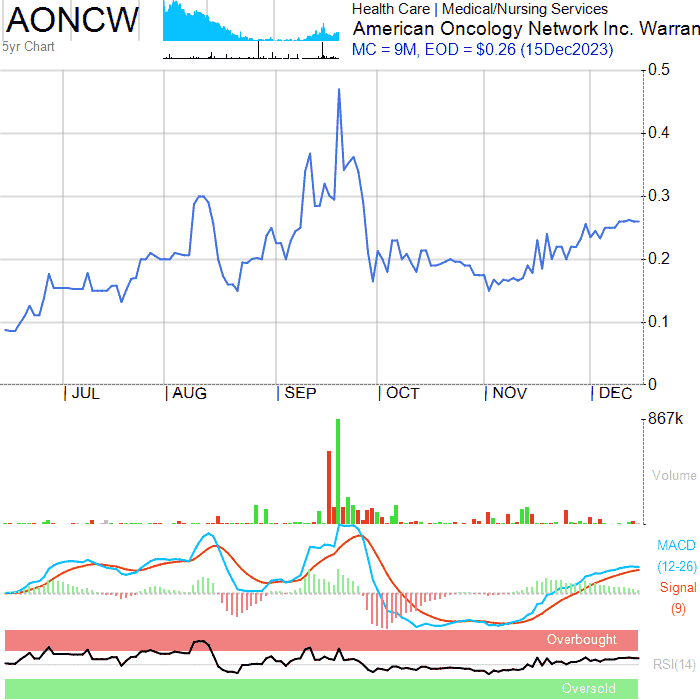 AONCW
5yr Chart
Health Care | Medical/Nursing Services
American Oncology Network Inc. Warran
MC = 9M, EOD = $0.26 (15Dec2023)
0.5
0.4
0.3
0.2
0.1
0
JUL
AUG
SEP
OCT
NOV
DEC
867k
Volume
MACD
(12-26)
Signal
(9)
Overbought
RSI(14)
Oversold